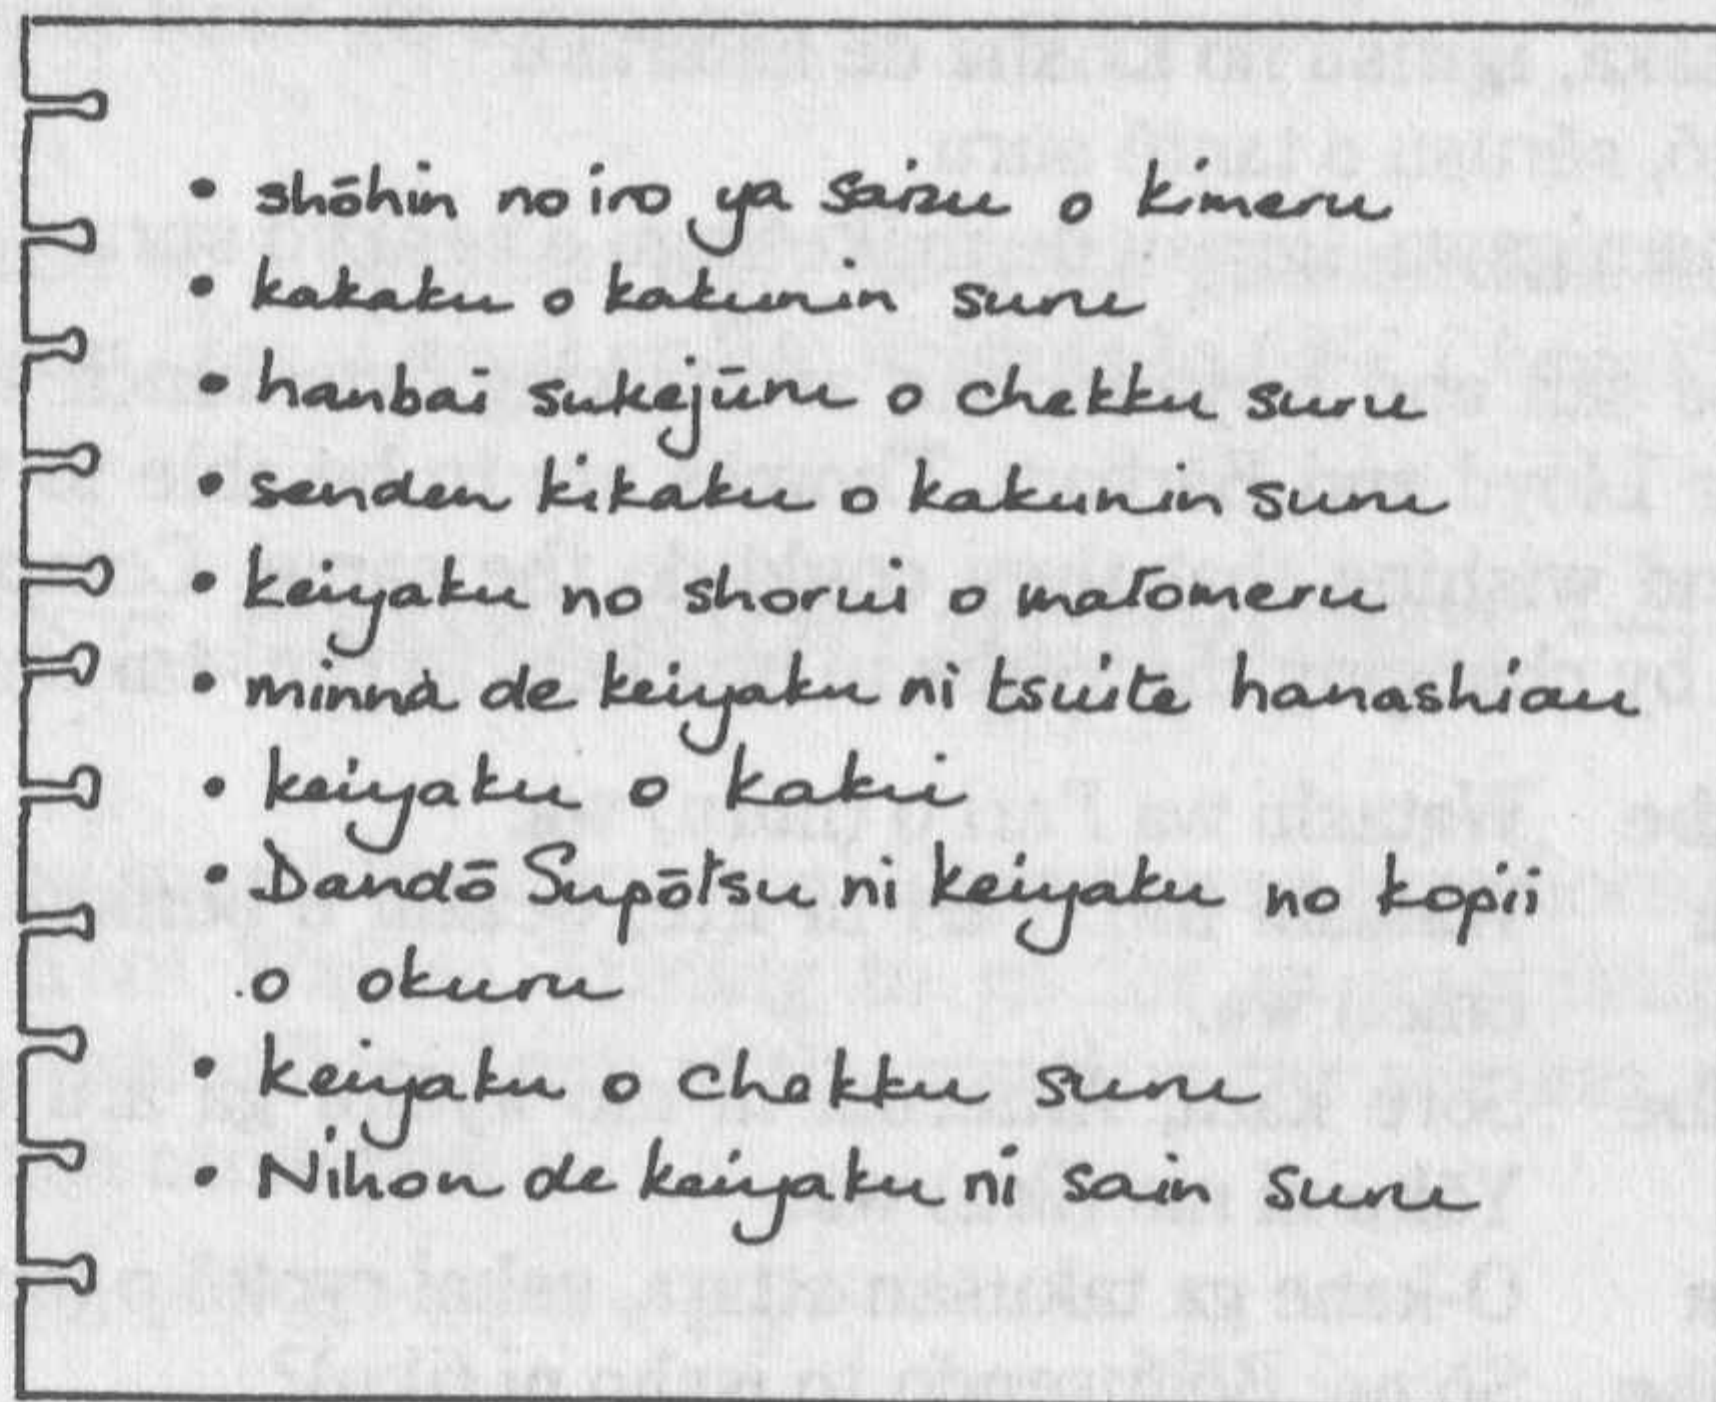 • shōhin no iro ya saizu o kimeru
• kakaku o kakunin suru
• hanbai sukejūru o chekku suru
• senden kikaku o kakunin suru
• keiyaku no shorui o matomeru
• minna de keiyaku ni tsuite hanashiau
• keiyaku o kaku
• Dandō Supōtsu ni keiyaku no kopii
o okuru
• keiyaku o chekku suru
• Nihon de keiyaku ni sain suru